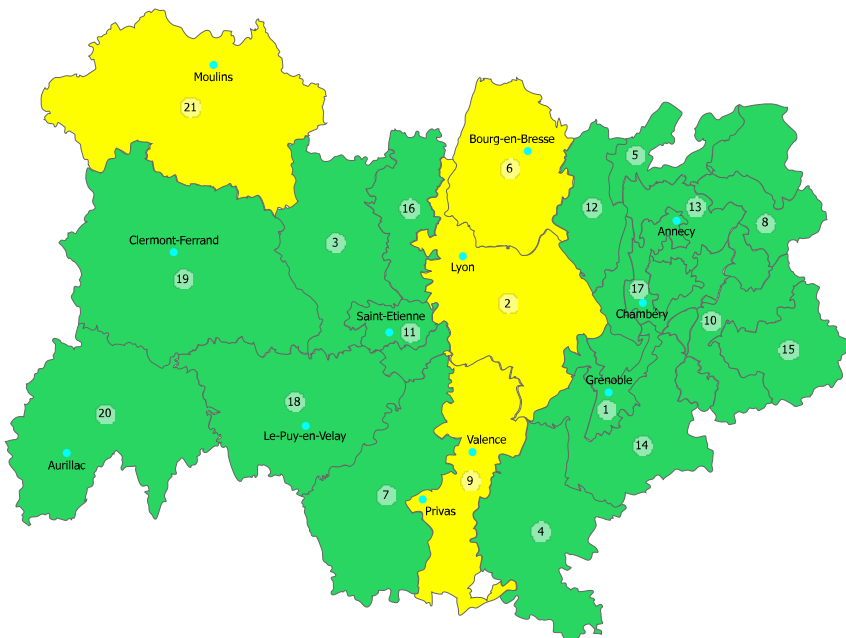 Moulins
21
Bourg-en-Bresse
6
5
12
13
16
8
Annecy
Clermont-Ferrand
3
Lyon
19
17
2
Chambéry
Saint-Etienne
11
10
15
Grenoble
18
1
20
Le-Puy-en-Velay
Valence
14
Aurillac
9
7
Privas
4